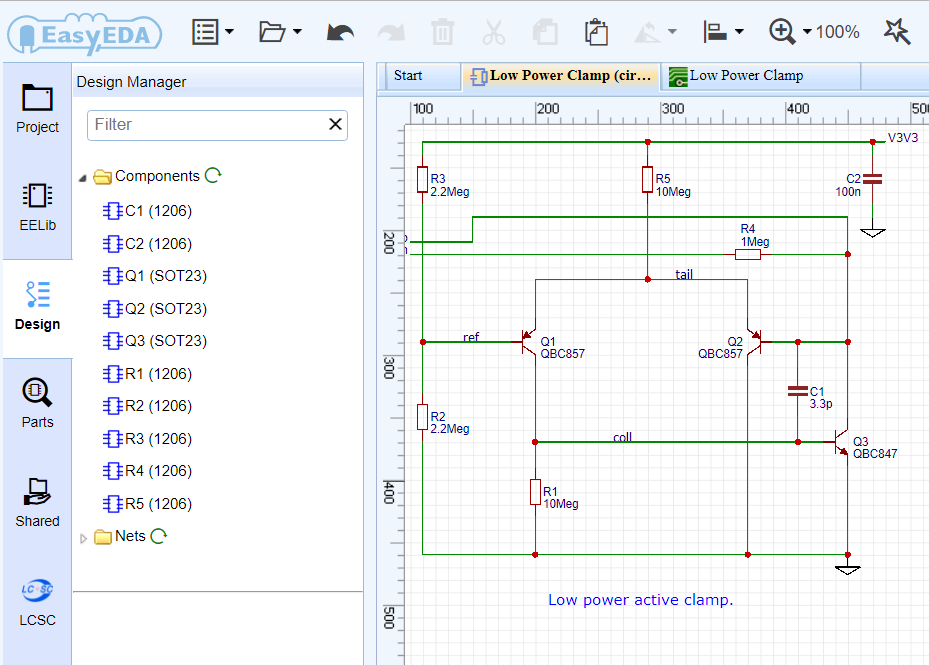 EasyEDA
100%
Project
EELib
Design
Parts
Shared
LCSC
LCSC
Design Manager
Filter
Components
C1 (1206)
C2 (1206)
Q1 (SOT23)
Q2 (SOT23)
Q3 (SOT23)
R1 (1206)
R2 (1206)
R3 (1206)
R4 (1206)
R5 (1206)
Nets
Start
Low Power Clamp (cir...
Low Power Clamp
100
200
300
400
200
300
400
500
V3V3
R3
2.2Meg
R5
10Meg
C2
100n
R4
1Meg
tail
ref
Q1
QBC857
Q2
QBC857
C1
3.3p
R2
2.2Meg
coll
Q3
QBC847
R1
10Meg
Low power active clamp.